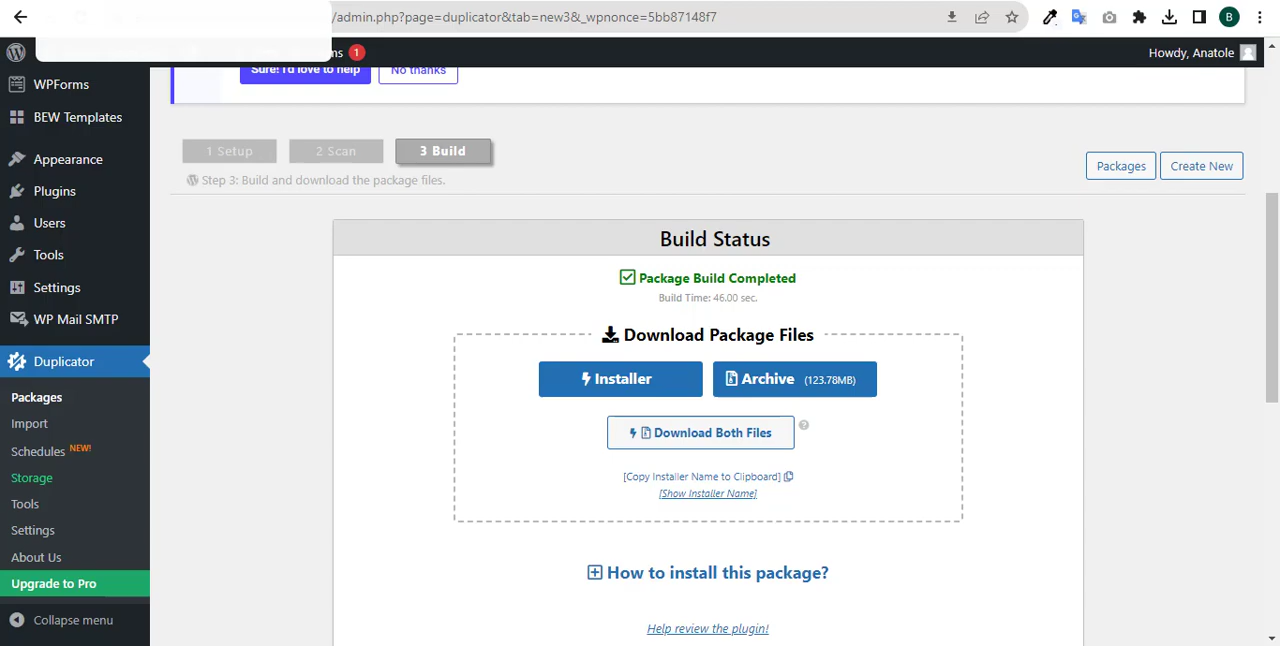 /admin.php?page=duplicator&tab=new3&_wpnonce=5bb87148f7
B
1
Howdy, Anatole
WPForms
BEW Templates
Appearance
Plugins
Users
Tools
Settings
WP Mail SMTP
Duplicator
Packages
Import
Schedules NEW!
Storage
Tools
Settings
About Us
Upgrade to Pro
Collapse menu
Sure! I'd love to help
No thanks
1 Setup
2 Scan
3 Build
Step 3: Build and download the package files.
Packages
Create New
Build Status
Package Build Completed
Build Time: 46.00 sec.
Download Package Files
Installer
Archive (123.78MB)
Download Both Files
[Copy Installer Name to Clipboard]
[Show Installer Name]
How to install this package?
Help review the plugin!